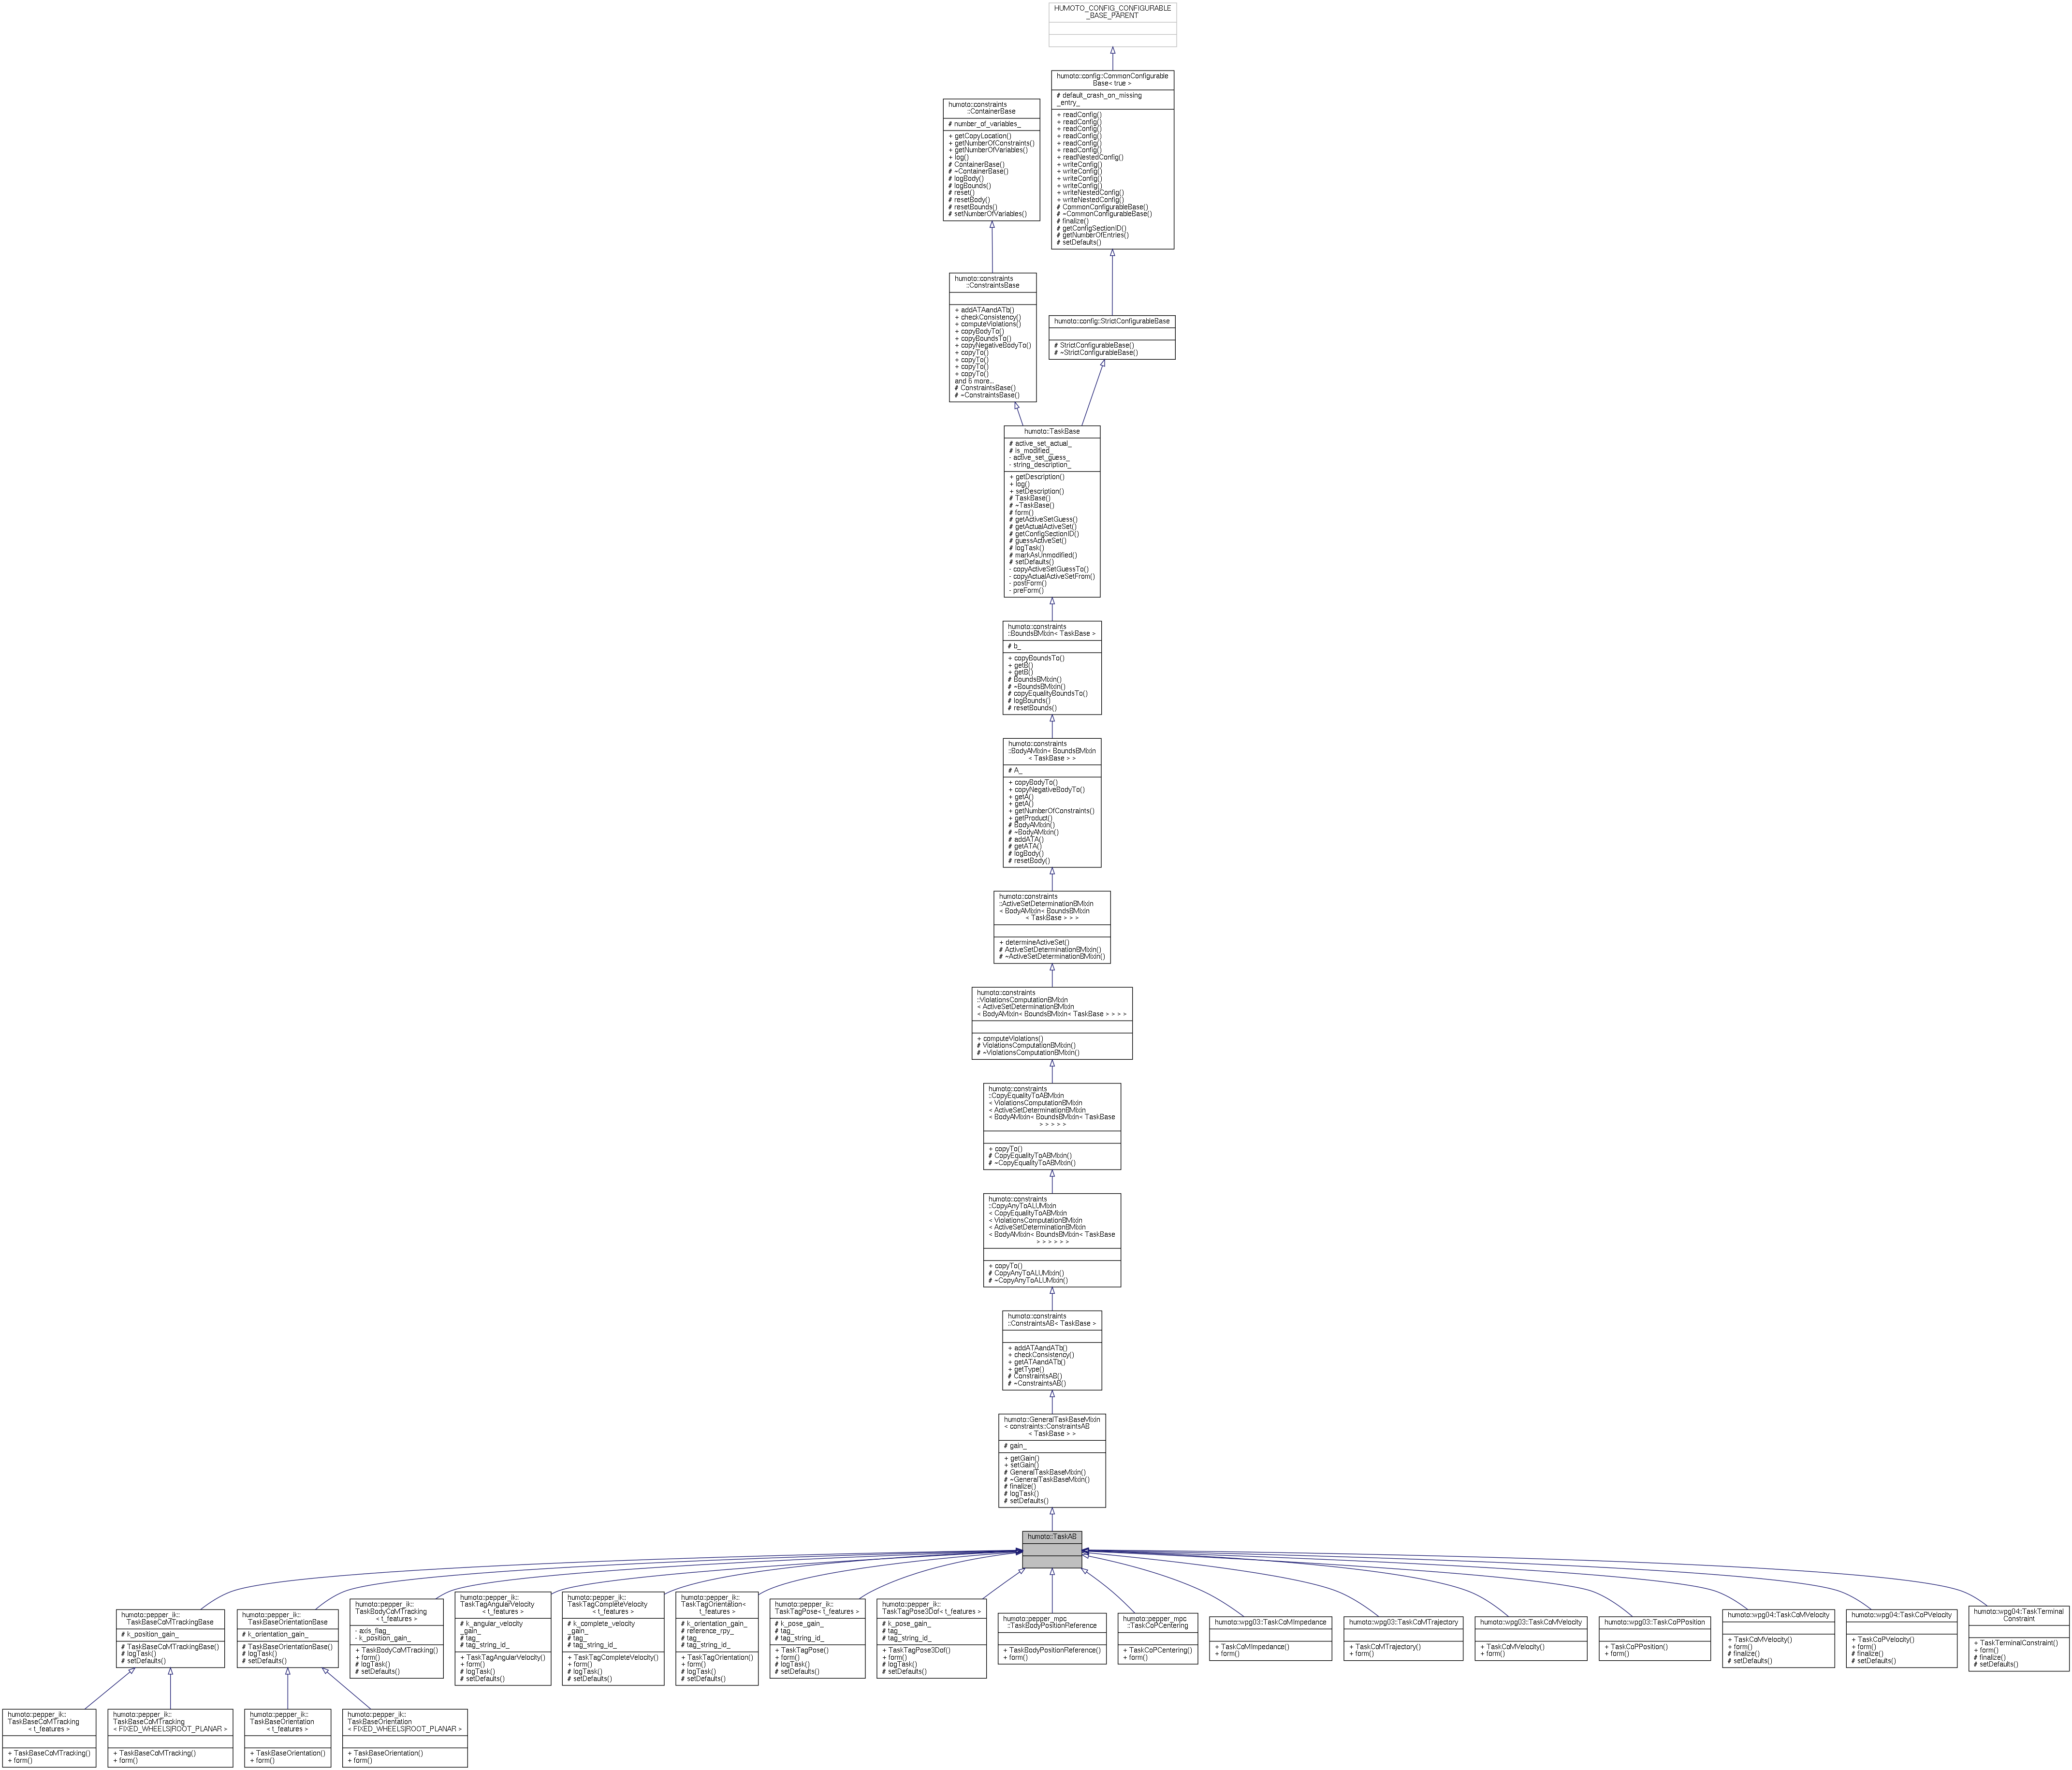 HUMOTO_CONFIG_CONFIGURABLE
_BASE_PARENT
humoto::config::CommonConfigurable
Base< true >
# default_crash_on_missing
_entry_
+ readConfig()
+ readConfig()
+ readConfig()
+ readConfig()
+ readConfig()
+ readConfig()
+ readNestedConfig()
+ writeConfig()
+ writeConfig()
+ writeConfig()
+ writeConfig()
+ writeNestedConfig()
+ writeNestedConfig()
# CommonConfigurableBase()
# ~CommonConfigurableBase()
# finalize()
# getConfigSectionID()
# getNumberOfEntries()
# setDefaults()
humoto::constraints
::ContainerBase
# number_of_variables_
+ getCopyLocation()
+ getNumberOfConstraints()
+ getNumberOfVariables()
+ log()
# ContainerBase()
# ~ContainerBase()
# logBody()
# logBounds()
# reset()
# resetBody()
# resetBounds()
# setNumberOfVariables()
humoto::constraints
::ConstraintsBase
+ addATAandATb()
+ checkConsistency()
+ computeViolations()
+ copyBodyTo()
+ copyBoundsTo()
+ copyNegativeBodyTo()
+ copyTo()
+ copyTo()
+ copyTo()
+ copyTo()
and 6 more...
# ConstraintsBase()
# ~ConstraintsBase()
humoto::config::StrictConfigurableBase
# StrictConfigurableBase()
# ~StrictConfigurableBase()
humoto::TaskBase
# active_set_actual_
# is_modified_
- active_set_guess_
- string_description_
+ getDescription()
+ log()
+ setDescription()
# TaskBase()
# ~TaskBase()
# form()
# getActiveSetGuess()
# getActualActiveSet()
# getConfigSectionID()
# guessActiveSet()
# logTask()
# markAsUnmodified()
# setDefaults()
- copyActiveSetGuessTo()
- copyActualActiveSetFrom()
- postForm()
- preForm()
humoto::constraints
::BoundsBMixin< TaskBase >
# b_
+ copyBoundsTo()
+ getB()
+ getB()
# BoundsBMixin()
# ~BoundsBMixin()
# copyEqualityBoundsTo()
# logBounds()
# resetBounds()
humoto::constraints
::BodyAMixin< BoundsBMixin
< TaskBase > >
# A_
+ copyBodyTo()
+ copyNegativeBodyTo()
+ getA()
+ getA()
+ getNumberOfConstraints()
+ getProduct()
# BodyAMixin()
# ~BodyAMixin()
# addATA()
# getATA()
# logBody()
# resetBody()
humoto::constraints
::ActiveSetDeterminationBMixin
< BodyAMixin< BoundsBMixin
< TaskBase > > >
+ determineActiveSet()
# ActiveSetDeterminationBMixin()
# ~ActiveSetDeterminationBMixin()
humoto::constraints
::ViolationsComputationBMixin
< ActiveSetDeterminationBMixin
< BodyAMixin< BoundsBMixin< TaskBase > > > >
+ computeViolations()
# ViolationsComputationBMixin()
# ~ViolationsComputationBMixin()
humoto::constraints
::CopyEqualityToABMixin
< ViolationsComputationBMixin
< ActiveSetDeterminationBMixin
< BodyAMixin< BoundsBMixin< TaskBase
> > > > >
+ copyTo()
# CopyEqualityToABMixin()
# ~CopyEqualityToABMixin()
humoto::constraints
::CopyAnyToALUMixin
< CopyEqualityToABMixin
< ViolationsComputationBMixin
< ActiveSetDeterminationBMixin
< BodyAMixin< BoundsBMixin< TaskBase
> > > > > >
+ copyTo()
# CopyAnyToALUMixin()
# ~CopyAnyToALUMixin()
humoto::constraints
::ConstraintsAB< TaskBase >
+ addATAandATb()
+ checkConsistency()
+ getATAandATb()
+ getType()
# ConstraintsAB()
# ~ConstraintsAB()
humoto::GeneralTaskBaseMixin
< constraints::ConstraintsAB
< TaskBase > >
# gain_
+ getGain()
+ setGain()
# GeneralTaskBaseMixin()
# ~GeneralTaskBaseMixin()
# finalize()
# logTask()
# setDefaults()
humoto::TaskAB
humoto::pepper_ik::
TaskBaseCoMTrackingBase
# k_position_gain_
# TaskBaseCoMTrackingBase()
# logTask()
# setDefaults()
humoto::pepper_ik::
TaskBaseOrientationBase
# k_orientation_gain_
# TaskBaseOrientationBase()
# logTask()
# setDefaults()
humoto::pepper_ik::
TaskBodyCoMTracking
< t_features >
- axis_flag_
- k_position_gain_
+ TaskBodyCoMTracking()
+ form()
# logTask()
# setDefaults()
humoto::pepper_ik::
TaskTagAngularVelocity
< t_features >
# k_angular_velocity
_gain_
# tag_
# tag_string_id_
+ TaskTagAngularVelocity()
+ form()
# logTask()
# setDefaults()
humoto::pepper_ik::
TaskTagCompleteVelocity
< t_features >
# k_complete_velocity
_gain_
# tag_
# tag_string_id_
+ TaskTagCompleteVelocity()
+ form()
# logTask()
# setDefaults()
humoto::pepper_ik::
TaskTagOrientation<
t_features >
# k_orientation_gain_
# reference_rpy_
# tag_
# tag_string_id_
+ TaskTagOrientation()
+ form()
# logTask()
# setDefaults()
humoto::pepper_ik::
TaskTagPose< t_features >
# k_pose_gain_
# tag_
# tag_string_id_
+ TaskTagPose()
+ form()
# logTask()
# setDefaults()
humoto::pepper_ik::
TaskTagPose3Dof< t_features >
# k_pose_gain_
# tag_
# tag_string_id_
+ TaskTagPose3Dof()
+ form()
# logTask()
# setDefaults()
humoto::pepper_mpc
::TaskBodyPositionReference
+ TaskBodyPositionReference()
+ form()
humoto::pepper_mpc
::TaskCoPCentering
+ TaskCoPCentering()
+ form()
humoto::wpg03::TaskCoMImpedance
+ TaskCoMImpedance()
+ form()
humoto::wpg03::TaskCoMTrajectory
+ TaskCoMTrajectory()
+ form()
humoto::wpg03::TaskCoMVelocity
+ TaskCoMVelocity()
+ form()
humoto::wpg03::TaskCoPPosition
+ TaskCoPPosition()
+ form()
humoto::wpg04::TaskCoMVelocity
+ TaskCoMVelocity()
+ form()
# finalize()
# setDefaults()
humoto::wpg04::TaskCoPVelocity
+ TaskCoPVelocity()
+ form()
# finalize()
# setDefaults()
humoto::wpg04::TaskTerminal
Constraint
+ TaskTerminalConstraint()
+ form()
# finalize()
# setDefaults()
humoto::pepper_ik::
TaskBaseCoMTracking
< t_features >
+ TaskBaseCoMTracking()
+ form()
humoto::pepper_ik::
TaskBaseCoMTracking
< FIXED_WHEELS|ROOT_PLANAR >
+ TaskBaseCoMTracking()
+ form()
humoto::pepper_ik::
TaskBaseOrientation
< t_features >
+ TaskBaseOrientation()
+ form()
humoto::pepper_ik::
TaskBaseOrientation
< FIXED_WHEELS|ROOT_PLANAR >
+ TaskBaseOrientation()
+ form()